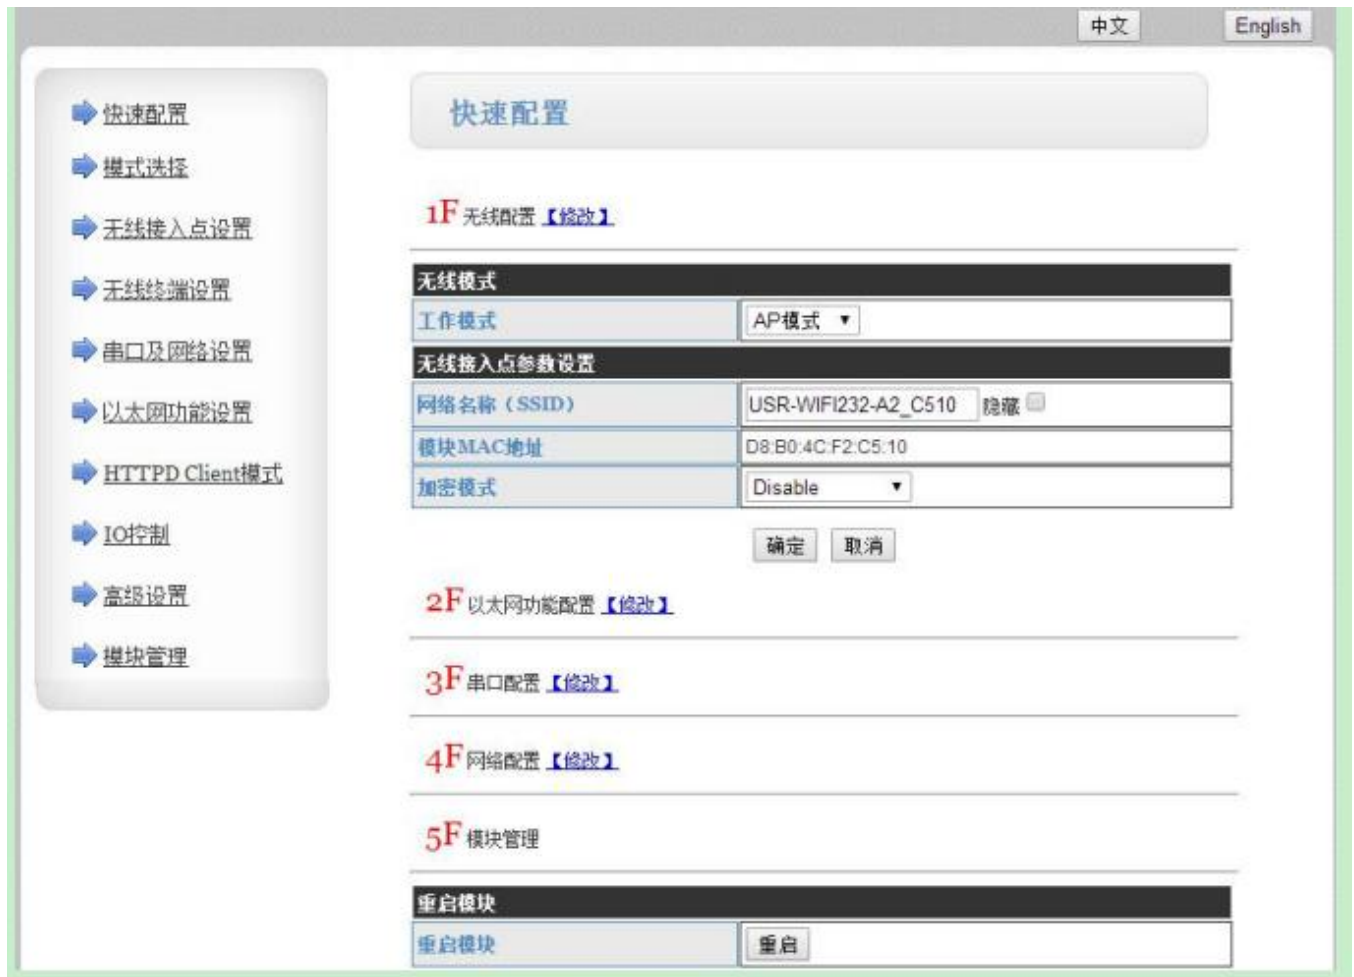 中文 English
快速配置
模式选择
无线接入点设置
无线终端设置
串口及网络设置
以太网功能设置
HTTPD Client模式
IO控制
高级设置
模块管理
快速配置
1F 无线配置【修改】
无线模式
工作模式 AP模式
无线接入点参数设置
网络名称（SSID） USR-WIFI232-A2_C510 隐藏
模块MAC地址 D8:B0:4C:F2:C5:10
加密模式 Disable
确定 取消
2F 以太网功能配置【修改】
3F 串口配置【修改】
4F 网络配置【修改】
5F 模块管理
重启模块
重启模块 重启